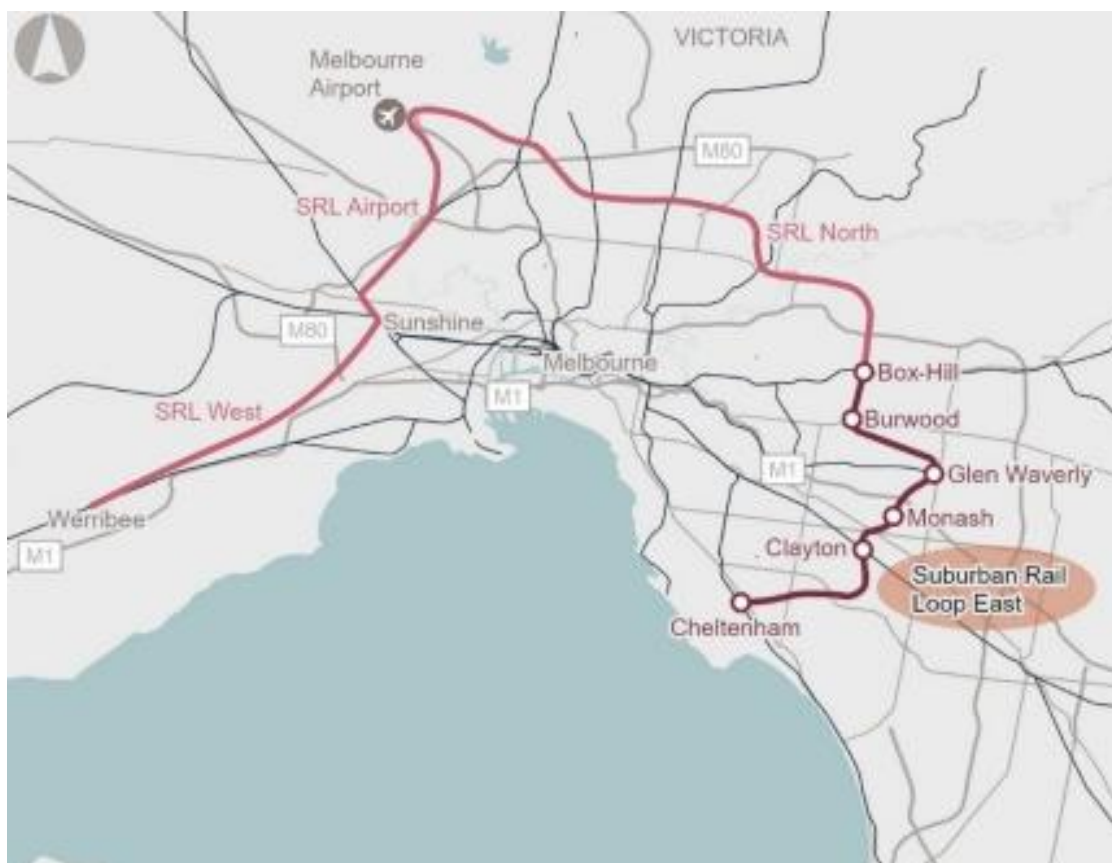 VICTORIA
Melbourne
Airport
M80
SRL Airport
SRL North
Sunshine
M80
Melbourne
Box-Hill
M1
SRL West
Burwood
M1
Glen Waverly
Werribee
Monash
M1
Clayton
Suburban Rail
Loop East
Cheltenham